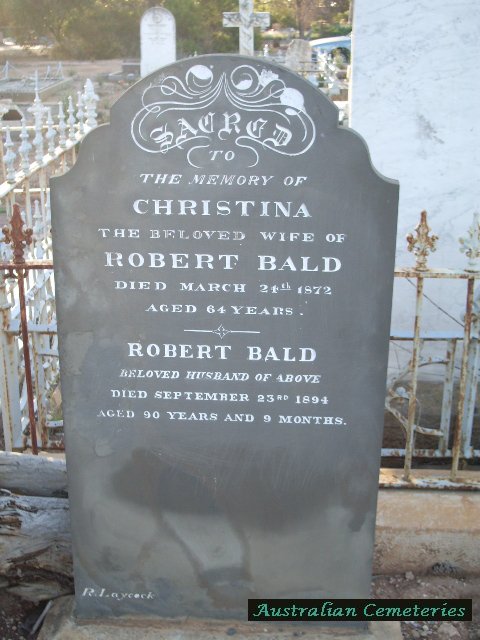 SACRED
TO
THE MEMORY OF
CHRISTINA
THE BELOVED WIFE OF
ROBERT BALD
DIED MARCH 24th 1872
AGED 64 YEARS.
ROBERT BALD
BELOVED HUSBAND OF ABOVE
DIED SEPTEMBER 23RD 1894
AGED 90 YEARS AND 9 MONTHS.
R. Laycock
Australian Cemeteries